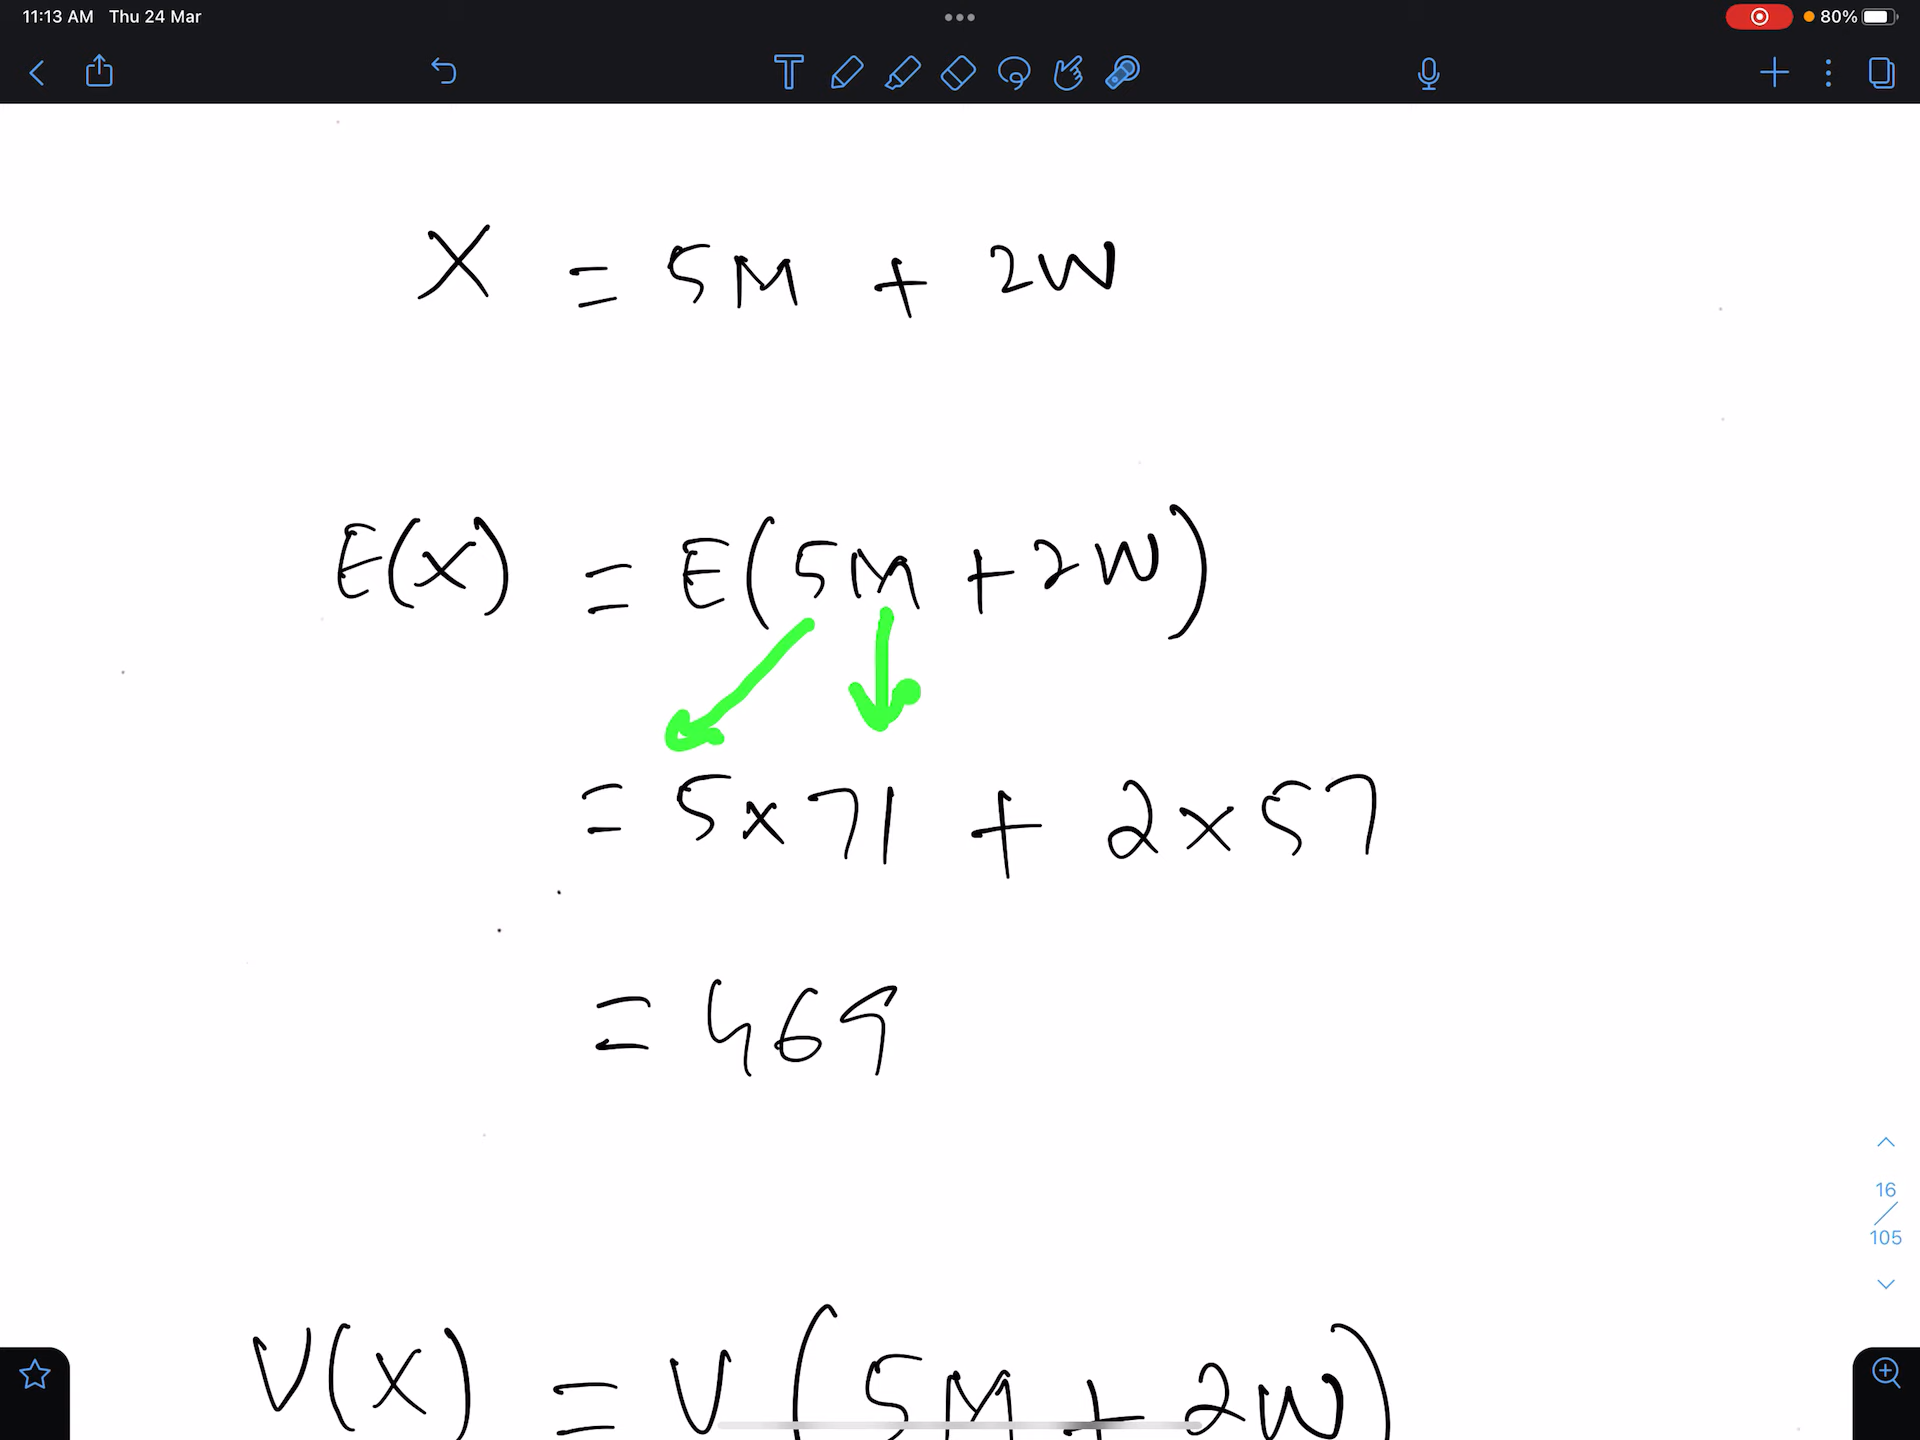 11:13 AM Thu 24 Mar
80%
X = 5M + 2W
E(X) = E(5M + 2W)
= 5 x 71 + 2 x 57
= 469
16
/
105
V(X) = V(5M + 2W)